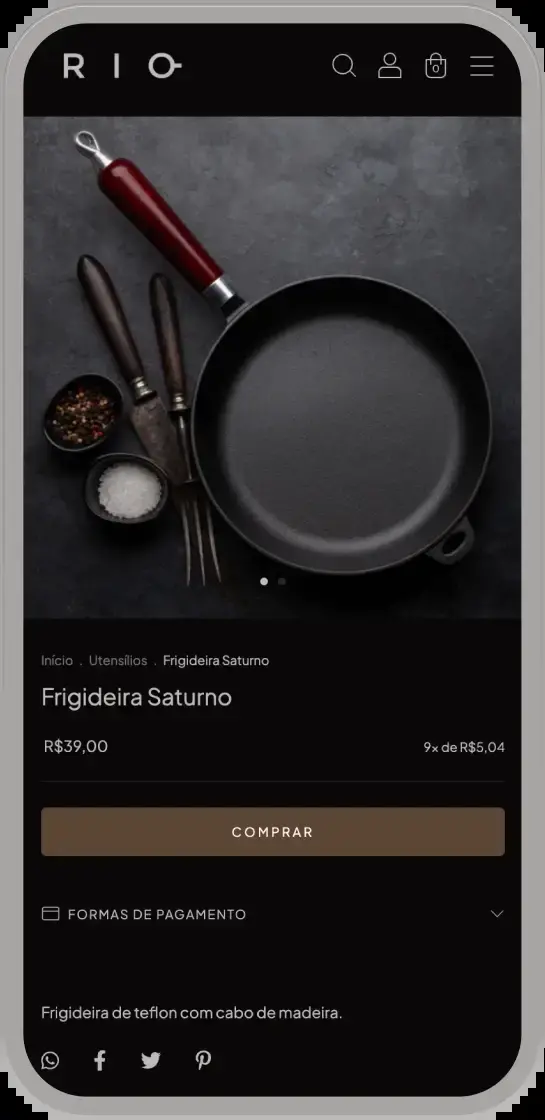 RIO
0
Início . Utensílios . Frigideira Saturno
Frigideira Saturno
R$39,00
9x de R$5,04
COMPRAR
FORMAS DE PAGAMENTO
Frigideira de teflon com cabo de madeira.